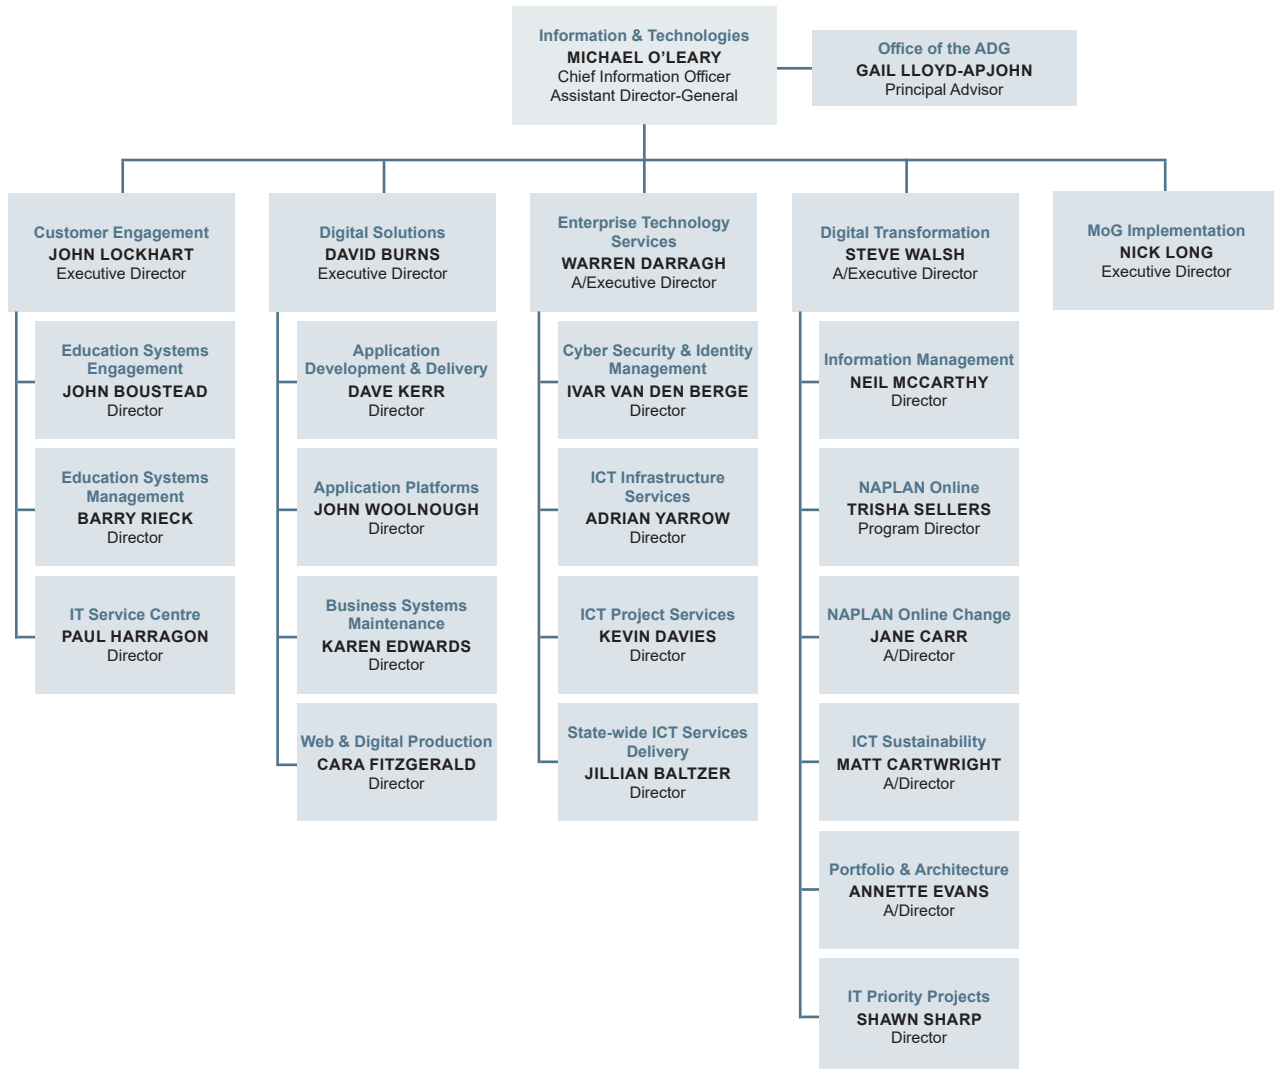 Information & Technologies
MICHAEL O’LEARY
Chief Information Officer
Assistant Director-General
Office of the ADG
GAIL LLOYD-APJOHN
Principal Advisor
Customer Engagement
JOHN LOCKHART
Executive Director
Education Systems
Engagement
JOHN BOUSTEAD
Director
Education Systems
Management
BARRY RIECK
Director
IT Service Centre
PAUL HARRAGON
Director
Digital Solutions
DAVID BURNS
Executive Director
Application
Development & Delivery
DAVE KERR
Director
Application Platforms
JOHN WOOLNOUGH
Director
Business Systems
Maintenance
KAREN EDWARDS
Director
Web & Digital Production
CARA FITZGERALD
Director
Enterprise Technology
Services
WARREN DARRAGH
A/Executive Director
Cyber Security & Identity
Management
IVAR VAN DEN BERGE
Director
ICT Infrastructure
Services
ADRIAN YARROW
Director
ICT Project Services
KEVIN DAVIES
Director
State-wide ICT Services
Delivery
JILLIAN BALTZER
Director
Digital Transformation
STEVE WALSH
A/Executive Director
Information Management
NEIL MCCARTHY
Director
NAPLAN Online
TRISHA SELLERS
Program Director
NAPLAN Online Change
JANE CARR
A/Director
ICT Sustainability
MATT CARTWRIGHT
A/Director
Portfolio & Architecture
ANNETTE EVANS
A/Director
IT Priority Projects
SHAWN SHARP
Director
MoG Implementation
NICK LONG
Executive Director